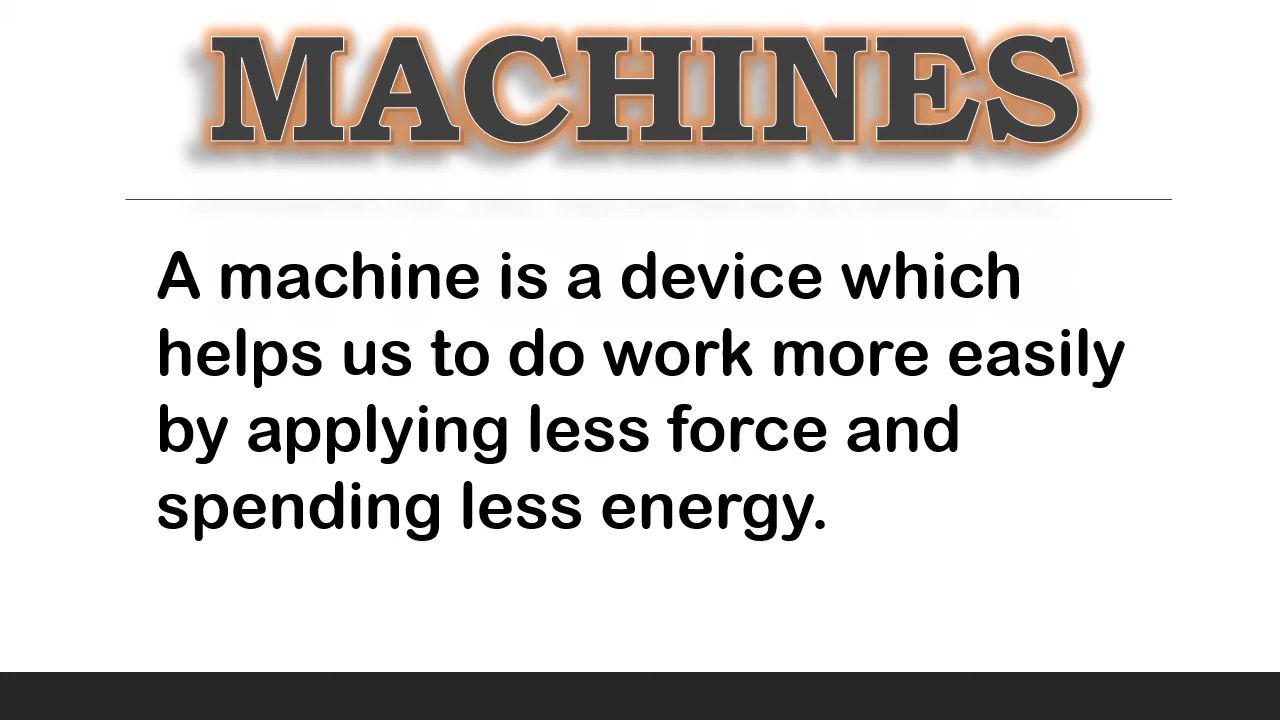 MACHINES
A machine is a device which
helps us to do work more easily
by applying less force and
spending less energy.